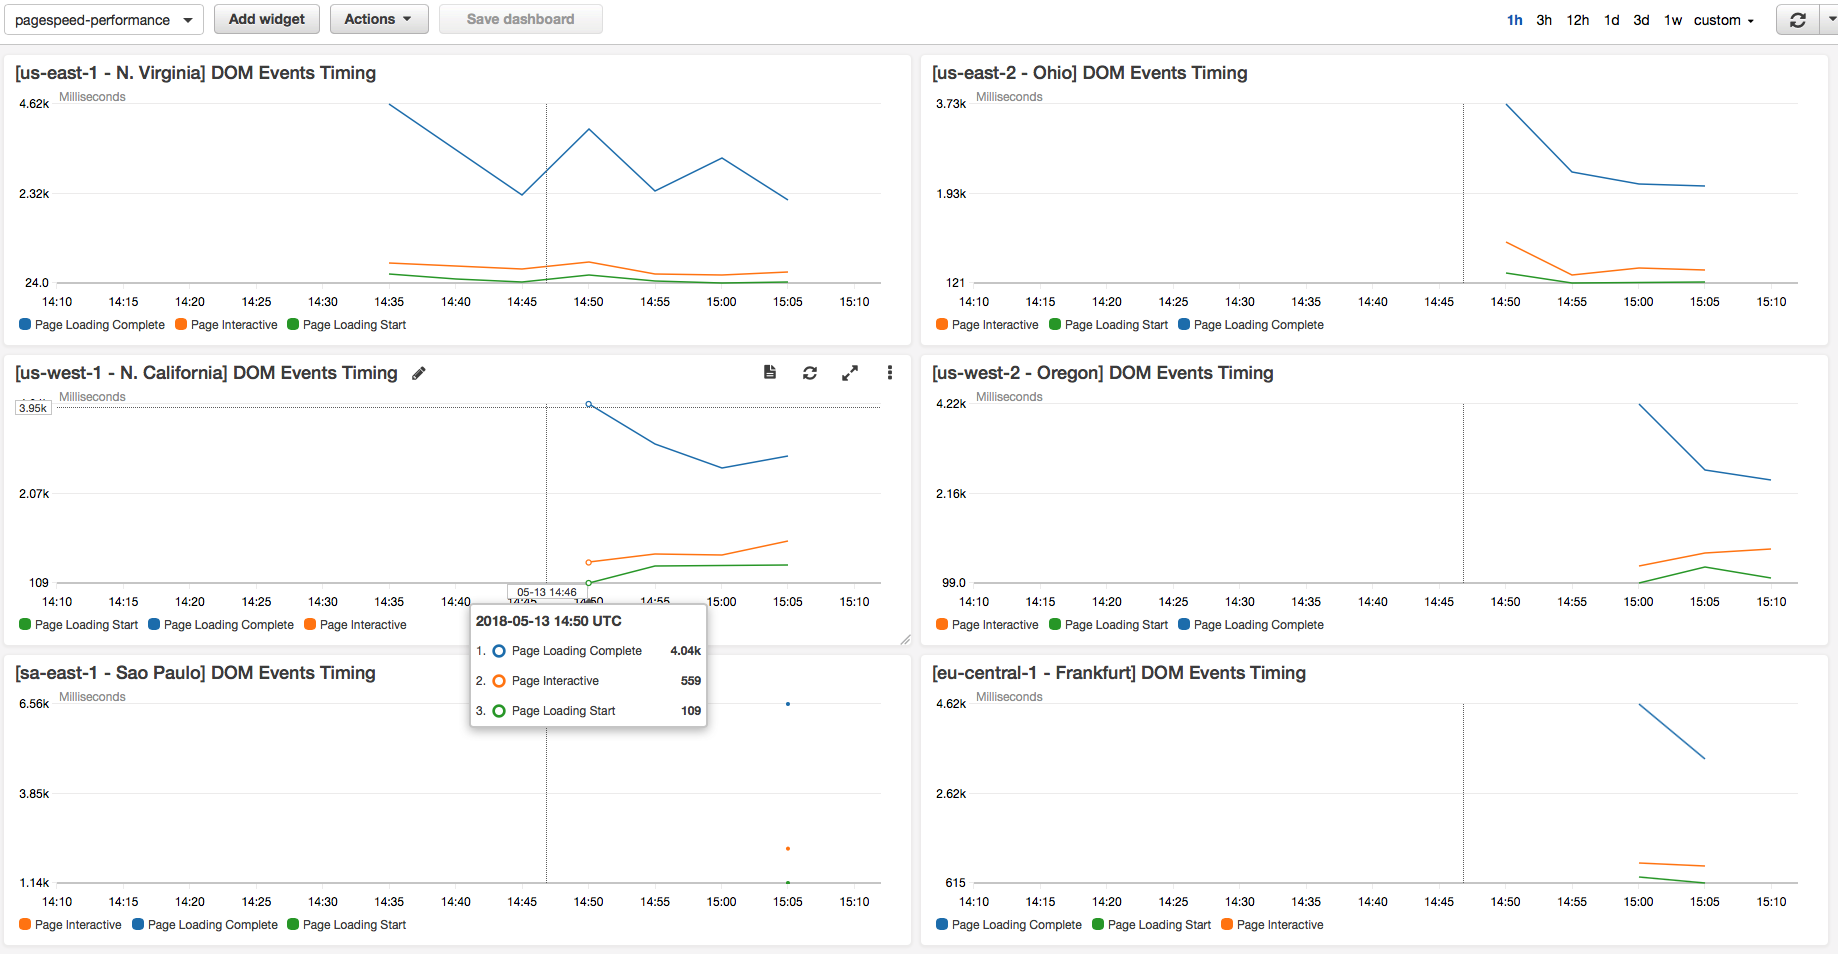 pagespeed-performance Add widget Actions Save dashboard 1h 3h 12h 1d 3d 1w custom
[us-east-1 - N. Virginia] DOM Events Timing
Milliseconds
4.62k
2.32k
24.0
14:10 14:15 14:20 14:25 14:30 14:35 14:40 14:45 14:50 14:55 15:00 15:05 15:10
Page Loading Complete Page Interactive Page Loading Start
[us-east-2 - Ohio] DOM Events Timing
Milliseconds
3.73k
1.93k
121
14:10 14:15 14:20 14:25 14:30 14:35 14:40 14:45 14:50 14:55 15:00 15:05 15:10
Page Interactive Page Loading Start Page Loading Complete
[us-west-1 - N. California] DOM Events Timing
Milliseconds
3.95k
2.07k
109
05-13 14:46
14:10 14:15 14:20 14:25 14:30 14:35 14:40 14:45 14:50 14:55 15:00 15:05 15:10
Page Loading Start Page Loading Complete Page Interactive
2018-05-13 14:50 UTC
1. Page Loading Complete 4.04k
2. Page Interactive 559
3. Page Loading Start 109
[us-west-2 - Oregon] DOM Events Timing
Milliseconds
4.22k
2.16k
99.0
14:10 14:15 14:20 14:25 14:30 14:35 14:40 14:45 14:50 14:55 15:00 15:05 15:10
Page Interactive Page Loading Start Page Loading Complete
[sa-east-1 - Sao Paulo] DOM Events Timing
Milliseconds
6.56k
3.85k
1.14k
14:10 14:15 14:20 14:25 14:30 14:35 14:40 14:45 14:50 14:55 15:00 15:05 15:10
Page Interactive Page Loading Complete Page Loading Start
[eu-central-1 - Frankfurt] DOM Events Timing
Milliseconds
4.62k
2.62k
615
14:10 14:15 14:20 14:25 14:30 14:35 14:40 14:45 14:50 14:55 15:00 15:05 15:10
Page Loading Complete Page Loading Start Page Interactive